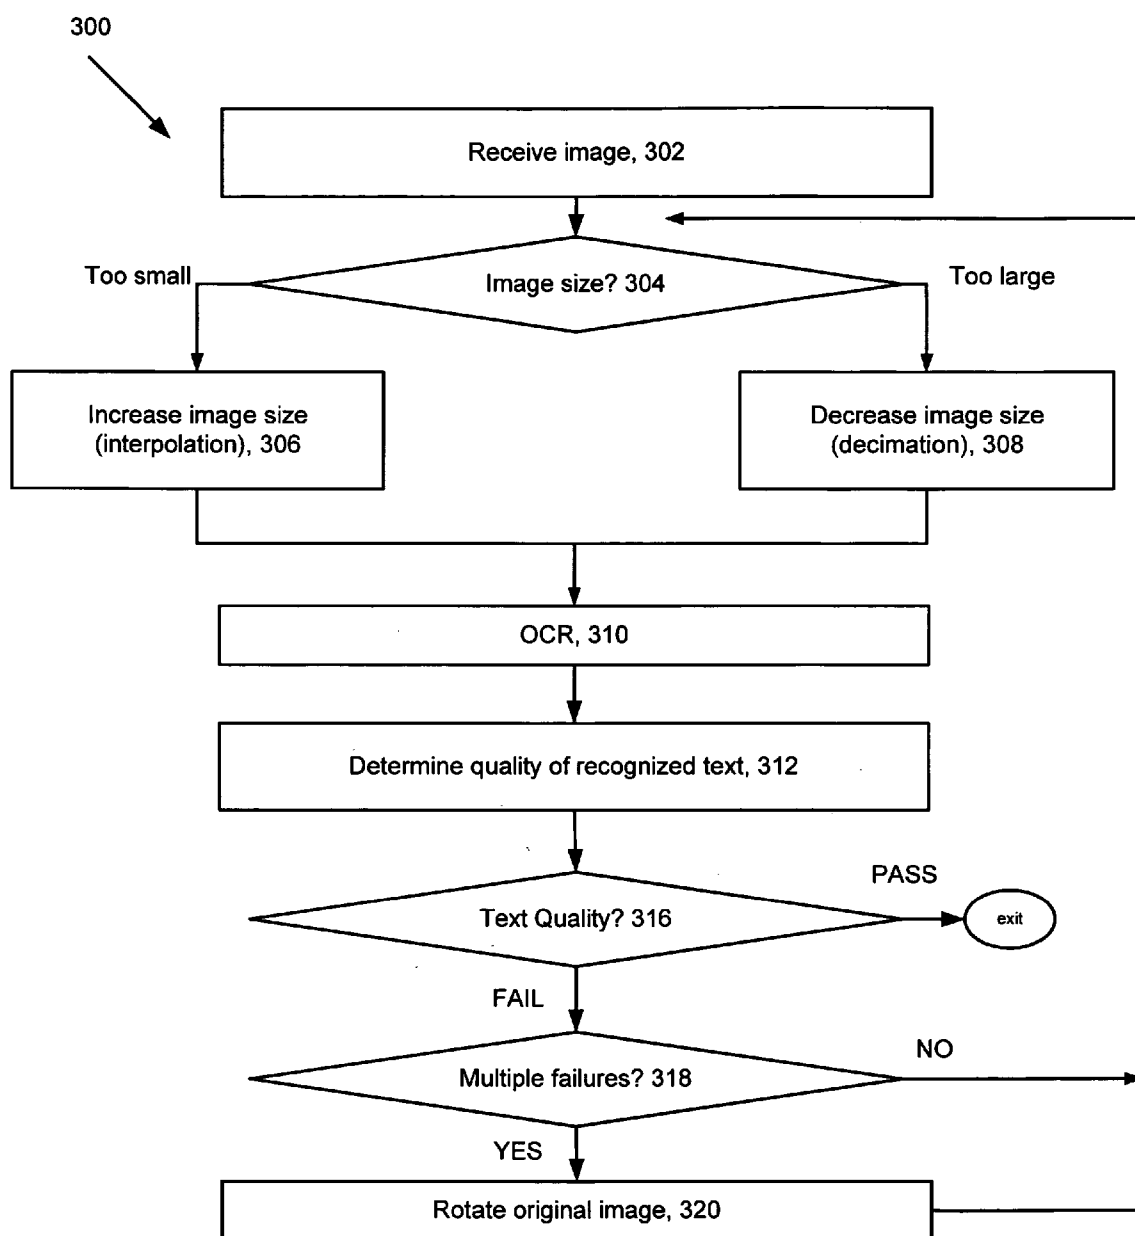 300
Receive image, 302
Too small
Image size? 304
Too large
Increase image size
(interpolation), 306
Decrease image size
(decimation), 308
OCR, 310
Determine quality of recognized text, 312
PASS
Text Quality? 316
exit
FAIL
NO
Multiple failures? 318
YES
Rotate original image, 320